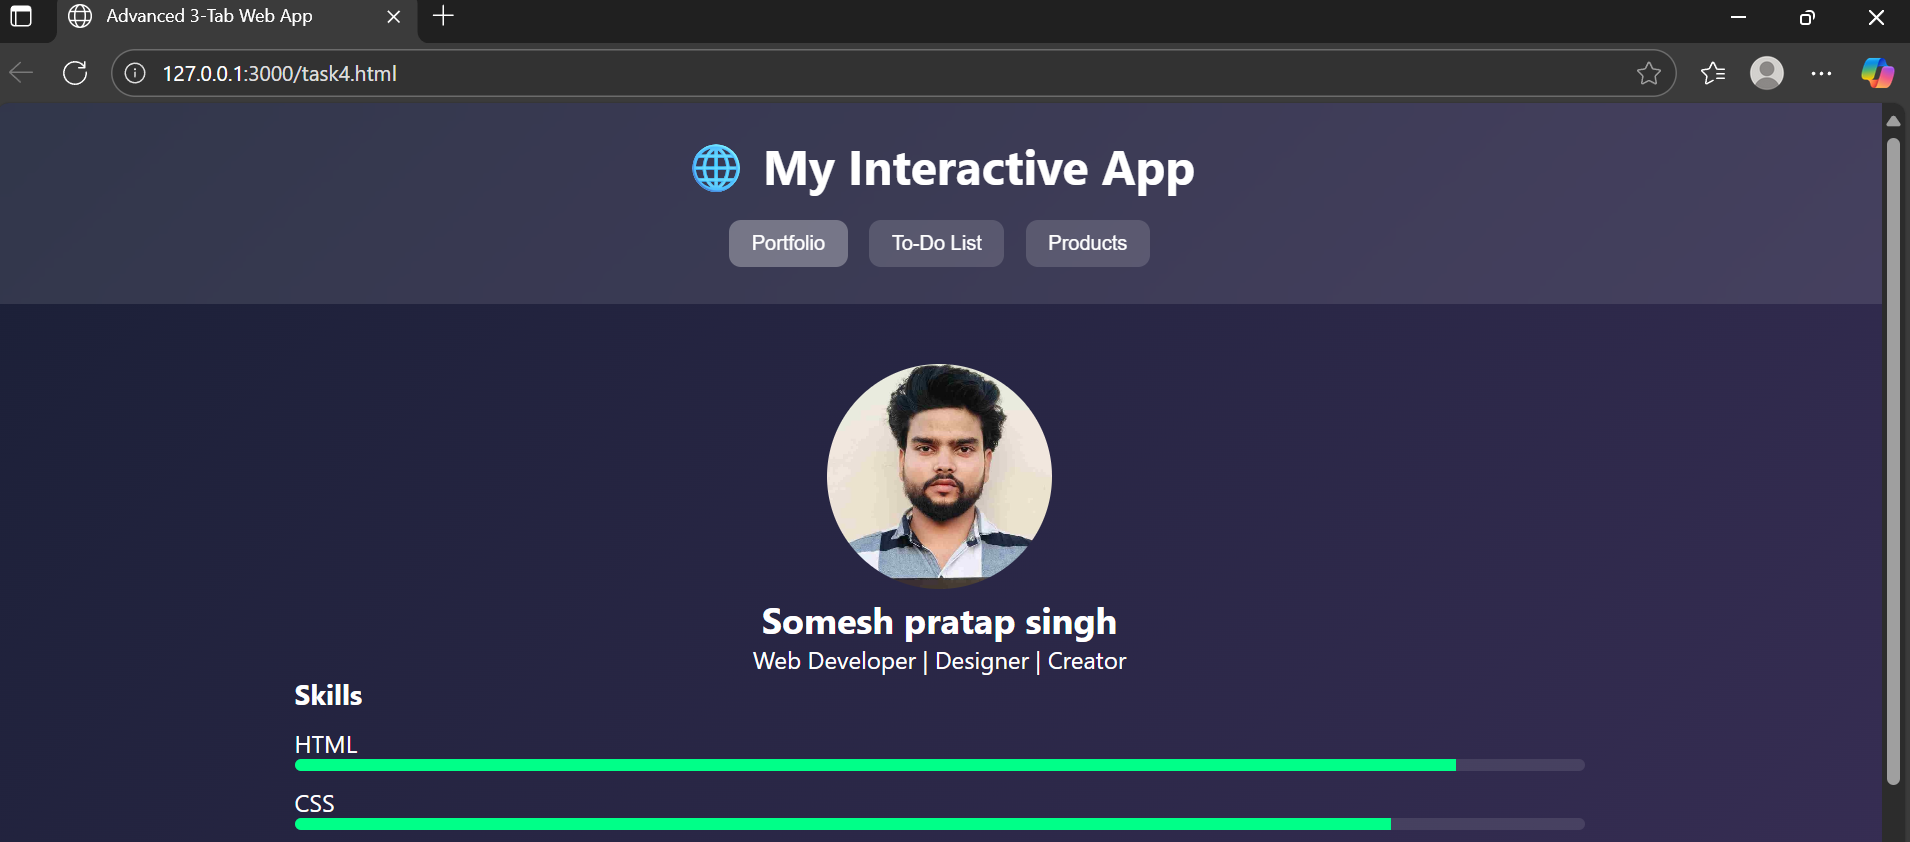 Advanced 3-Tab Web App
127.0.0.1:3000/task4.html
My Interactive App
Portfolio To-Do List Products
Somesh pratap singh
Web Developer | Designer | Creator
Skills
HTML
CSS